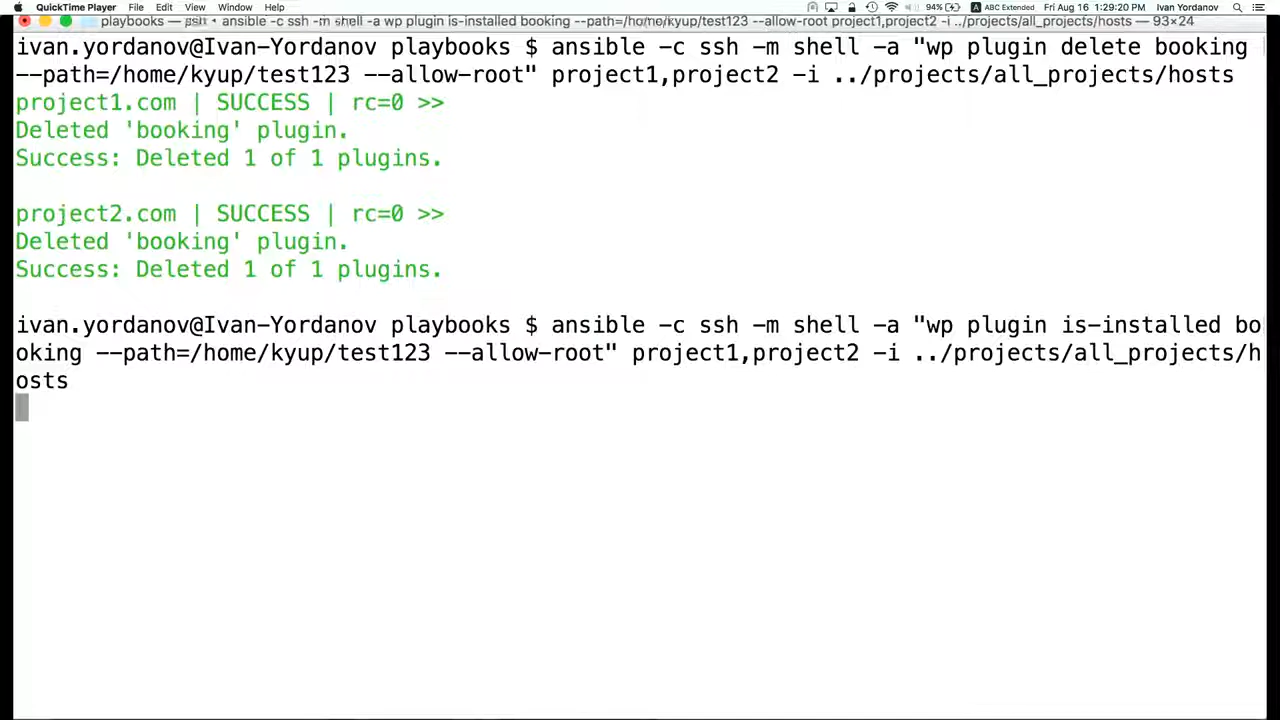 QuickTime Player File Edit View Window Help 94% ABC Extended Fri Aug 16 1:29:20 PM Ivan Yordanov
playbooks — • ansible -c ssh -m shell -a wp plugin is-installed booking --path=/home/kyup/test123 --allow-root project1,project2 -i ../projects/all_projects/hosts — 93×24
ivan.yordanov@Ivan-Yordanov playbooks $ ansible -c ssh -m shell -a "wp plugin delete booking
--path=/home/kyup/test123 --allow-root" project1,project2 -i ../projects/all_projects/hosts
project1.com | SUCCESS | rc=0 >>
Deleted 'booking' plugin.
Success: Deleted 1 of 1 plugins.
project2.com | SUCCESS | rc=0 >>
Deleted 'booking' plugin.
Success: Deleted 1 of 1 plugins.
ivan.yordanov@Ivan-Yordanov playbooks $ ansible -c ssh -m shell -a "wp plugin is-installed bo
oking --path=/home/kyup/test123 --allow-root" project1,project2 -i ../projects/all_projects/h
osts